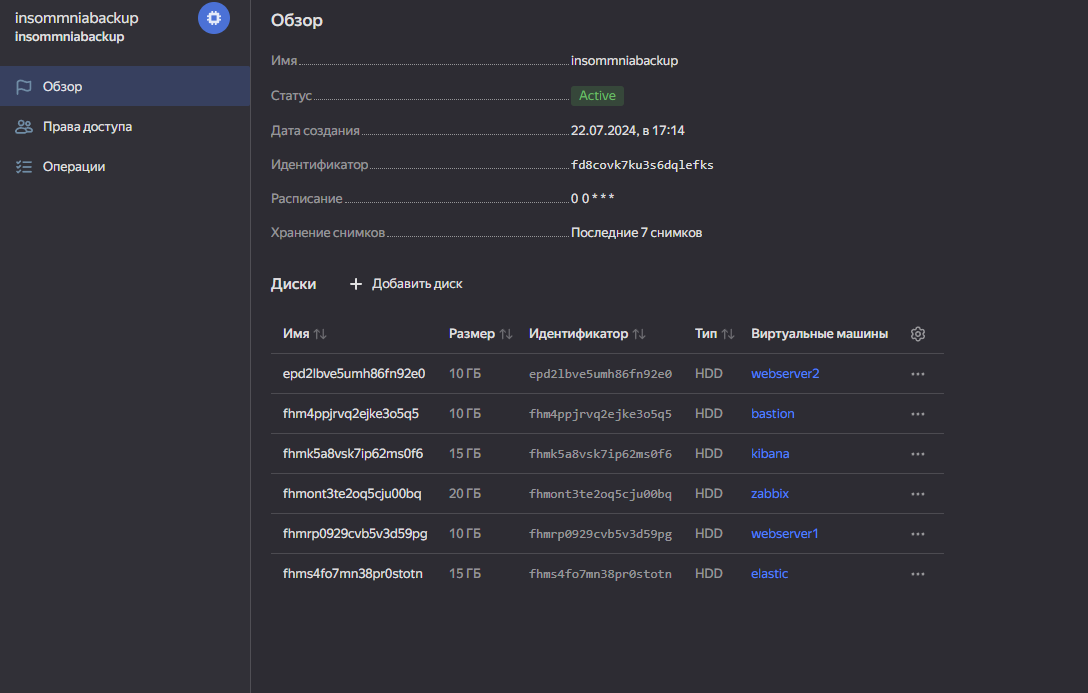 insommniabackup
insommniabackup
Обзор
Права доступа
Операции
Обзор
Имя insommniabackup
Статус Active
Дата создания 22.07.2024, в 17:14
Идентификатор fd8covk7ku3s6dqlefks
Расписание 0 0 * * *
Хранение снимков Последние 7 снимков
Диски + Добавить диск
Имя Размер Идентификатор Тип Виртуальные машины
epd2lbve5umh86fn92e0 10 ГБ epd2lbve5umh86fn92e0 HDD webserver2
fhm4ppjrvq2ejke3o5q5 10 ГБ fhm4ppjrvq2ejke3o5q5 HDD bastion
fhmk5a8vsk7ip62ms0f6 15 ГБ fhmk5a8vsk7ip62ms0f6 HDD kibana
fhmont3te2oq5cju00bq 20 ГБ fhmont3te2oq5cju00bq HDD zabbix
fhmrp0929cvb5v3d59pg 10 ГБ fhmrp0929cvb5v3d59pg HDD webserver1
fhms4fo7mn38pr0stotn 15 ГБ fhms4fo7mn38pr0stotn HDD elastic